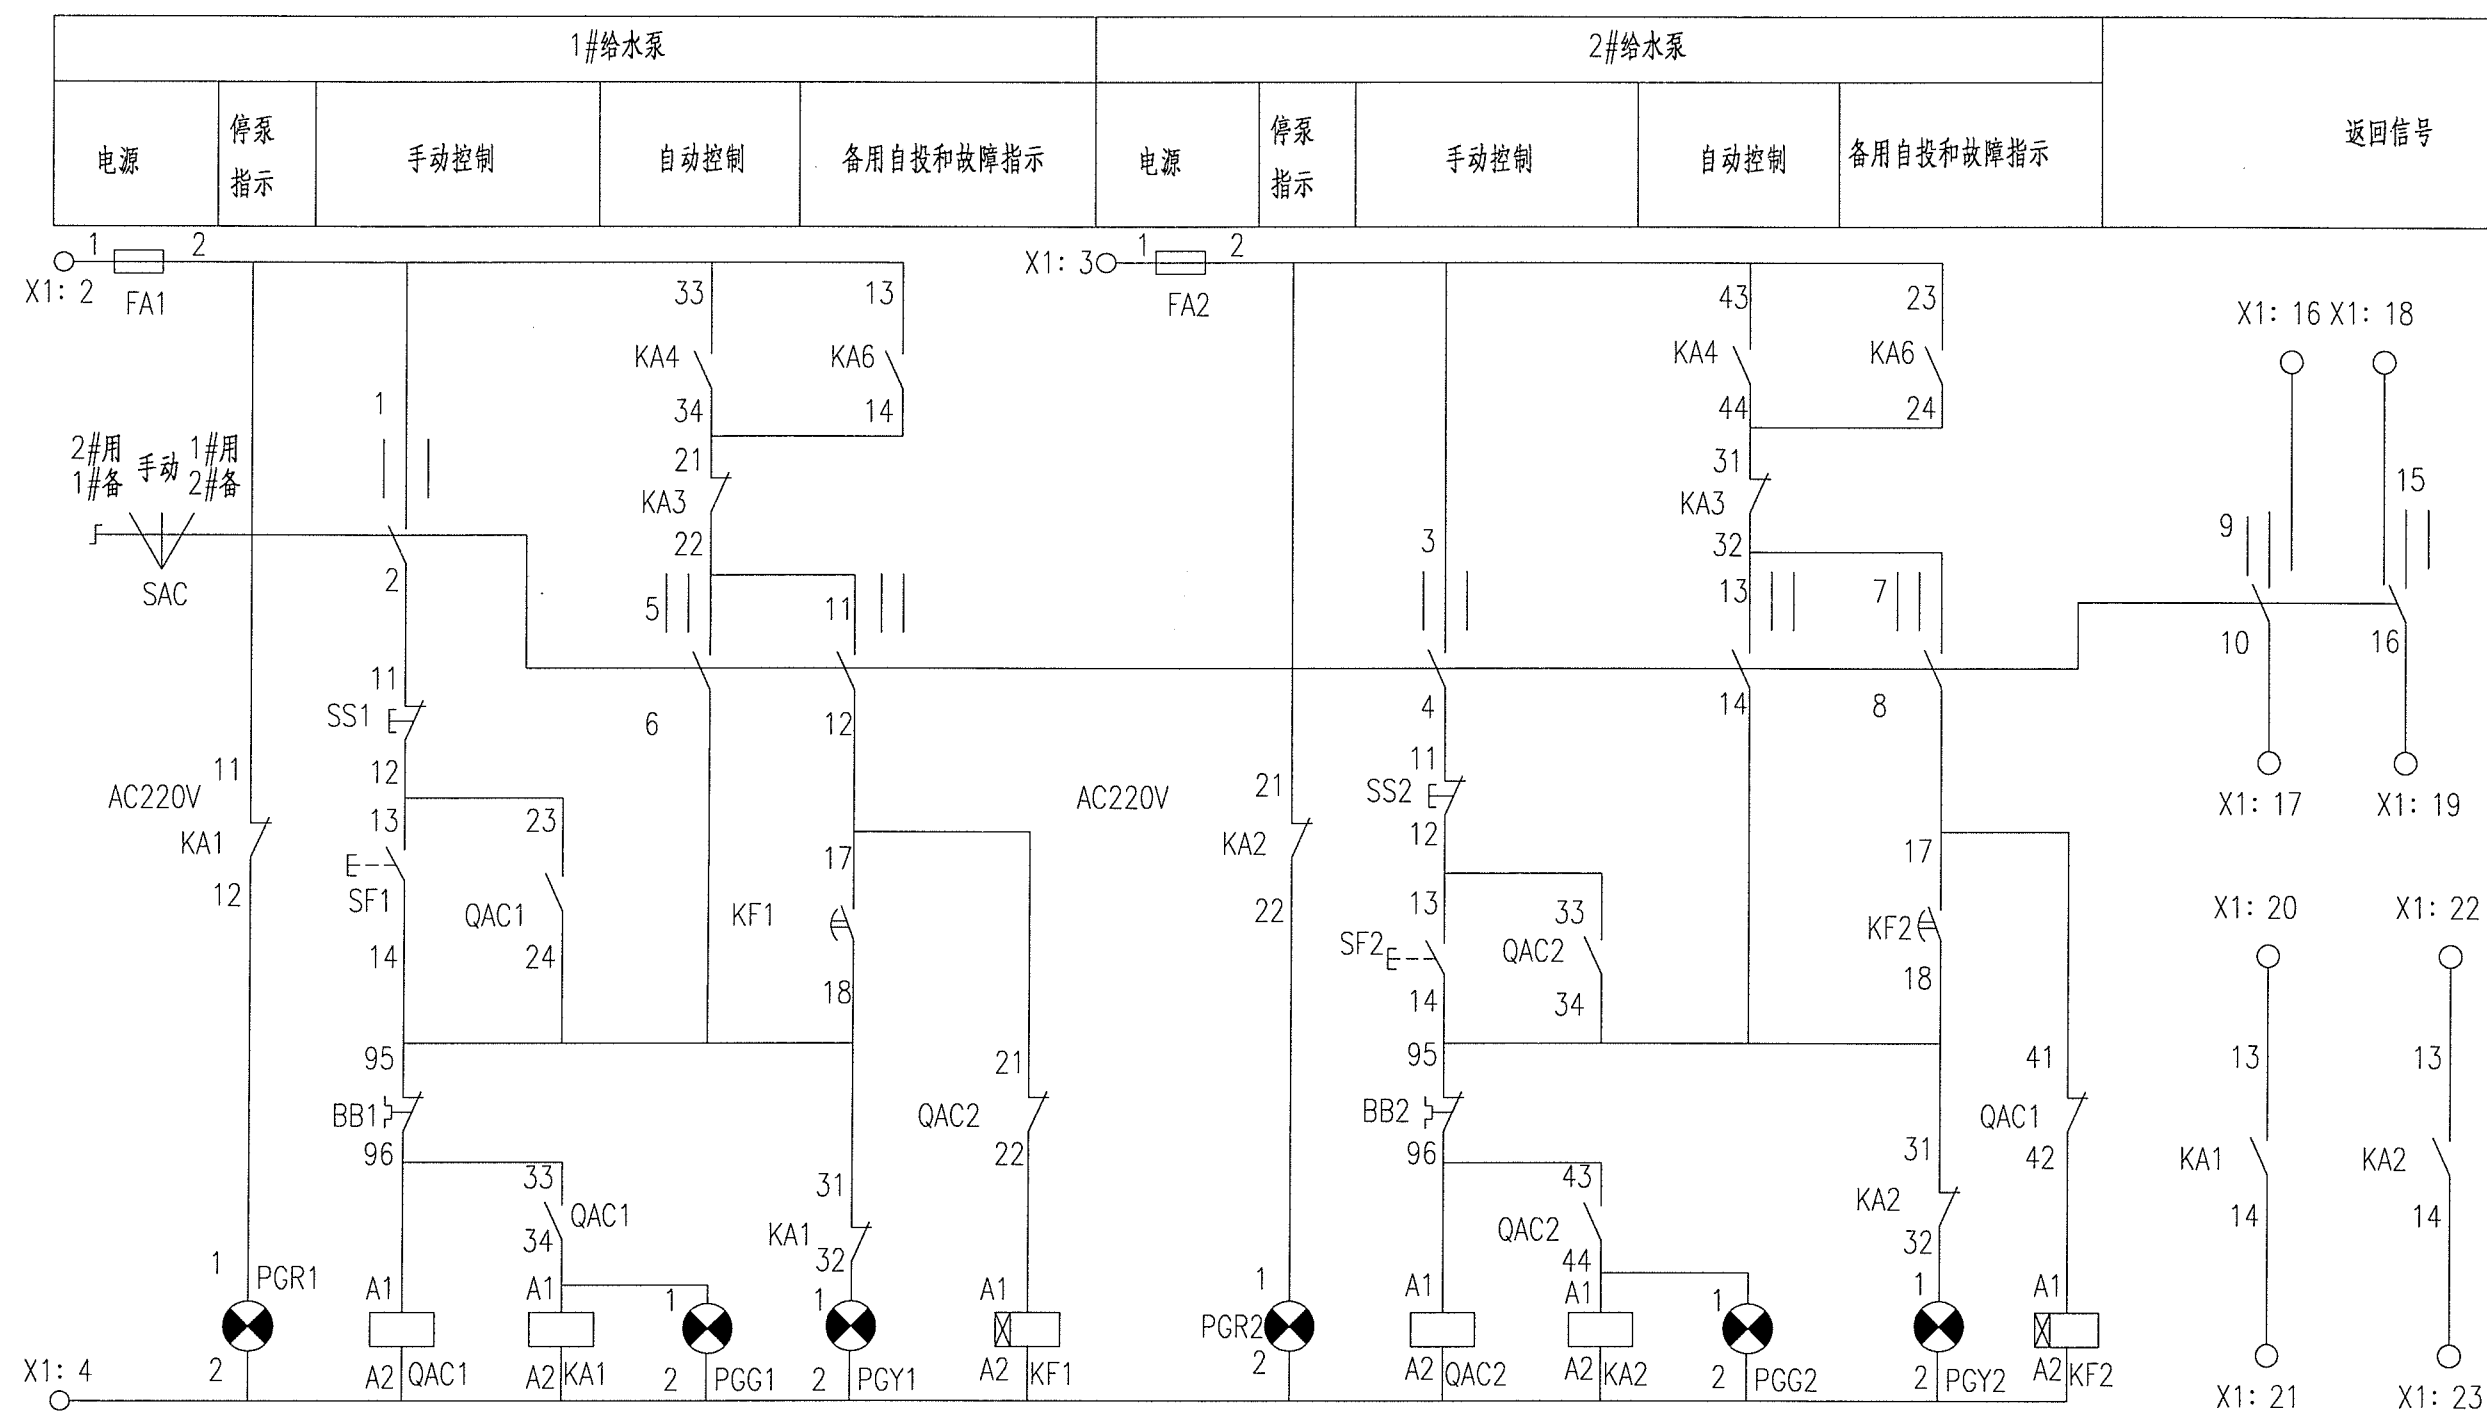 1#给水泵
2#给水泵
电源
停泵
指示
手动控制
自动控制
备用自投和故障指示
电源
停泵
指示
手动控制
自动控制
备用自投和故障指示
返回信号
1
2
X1: 2
FA1
33
13
KA4
KA6
34
14
21
KA3
22
1
2#用
1#备
手动
1#用
2#备
SAC
2
5
11
6
12
11
SS1
12
13
23
SF1
QAC1
14
24
11
AC220V
KA1
12
17
KF1
18
95
BB1
96
33
QAC1
34
21
QAC2
22
31
KA1
32
1
PGR1
2
A1
A2
QAC1
A1
A2
KA1
1
2
PGG1
1
2
PGY1
A1
A2
KF1
X1: 4
X1: 3
1
2
FA2
43
23
KA4
KA6
44
24
31
KA3
32
3
13
7
4
14
8
11
SS2
12
13
33
SF2
QAC2
14
34
AC220V
21
KA2
22
17
KF2
18
95
BB2
96
43
QAC2
44
41
QAC1
42
31
KA2
32
1
PGR2
2
A1
A2
QAC2
A1
A2
KA2
1
2
PGG2
1
2
PGY2
A1
A2
KF2
X1: 16
X1: 18
9
15
10
16
X1: 17
X1: 19
X1: 20
X1: 22
13
13
KA1
KA2
14
14
X1: 21
X1: 23